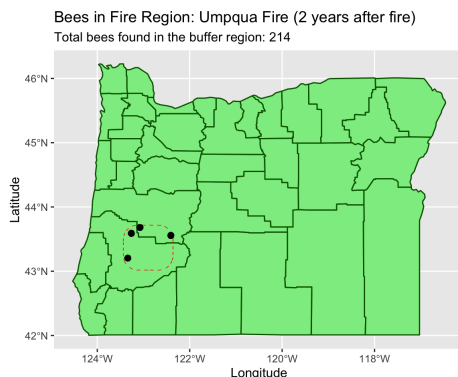 Bees in Fire Region: Umpqua Fire (2 years after fire)
Total bees found in the buffer region: 214
46°N
45°N
44°N
43°N
42°N
Latitude
124°W
122°W
120°W
118°W
Longitude